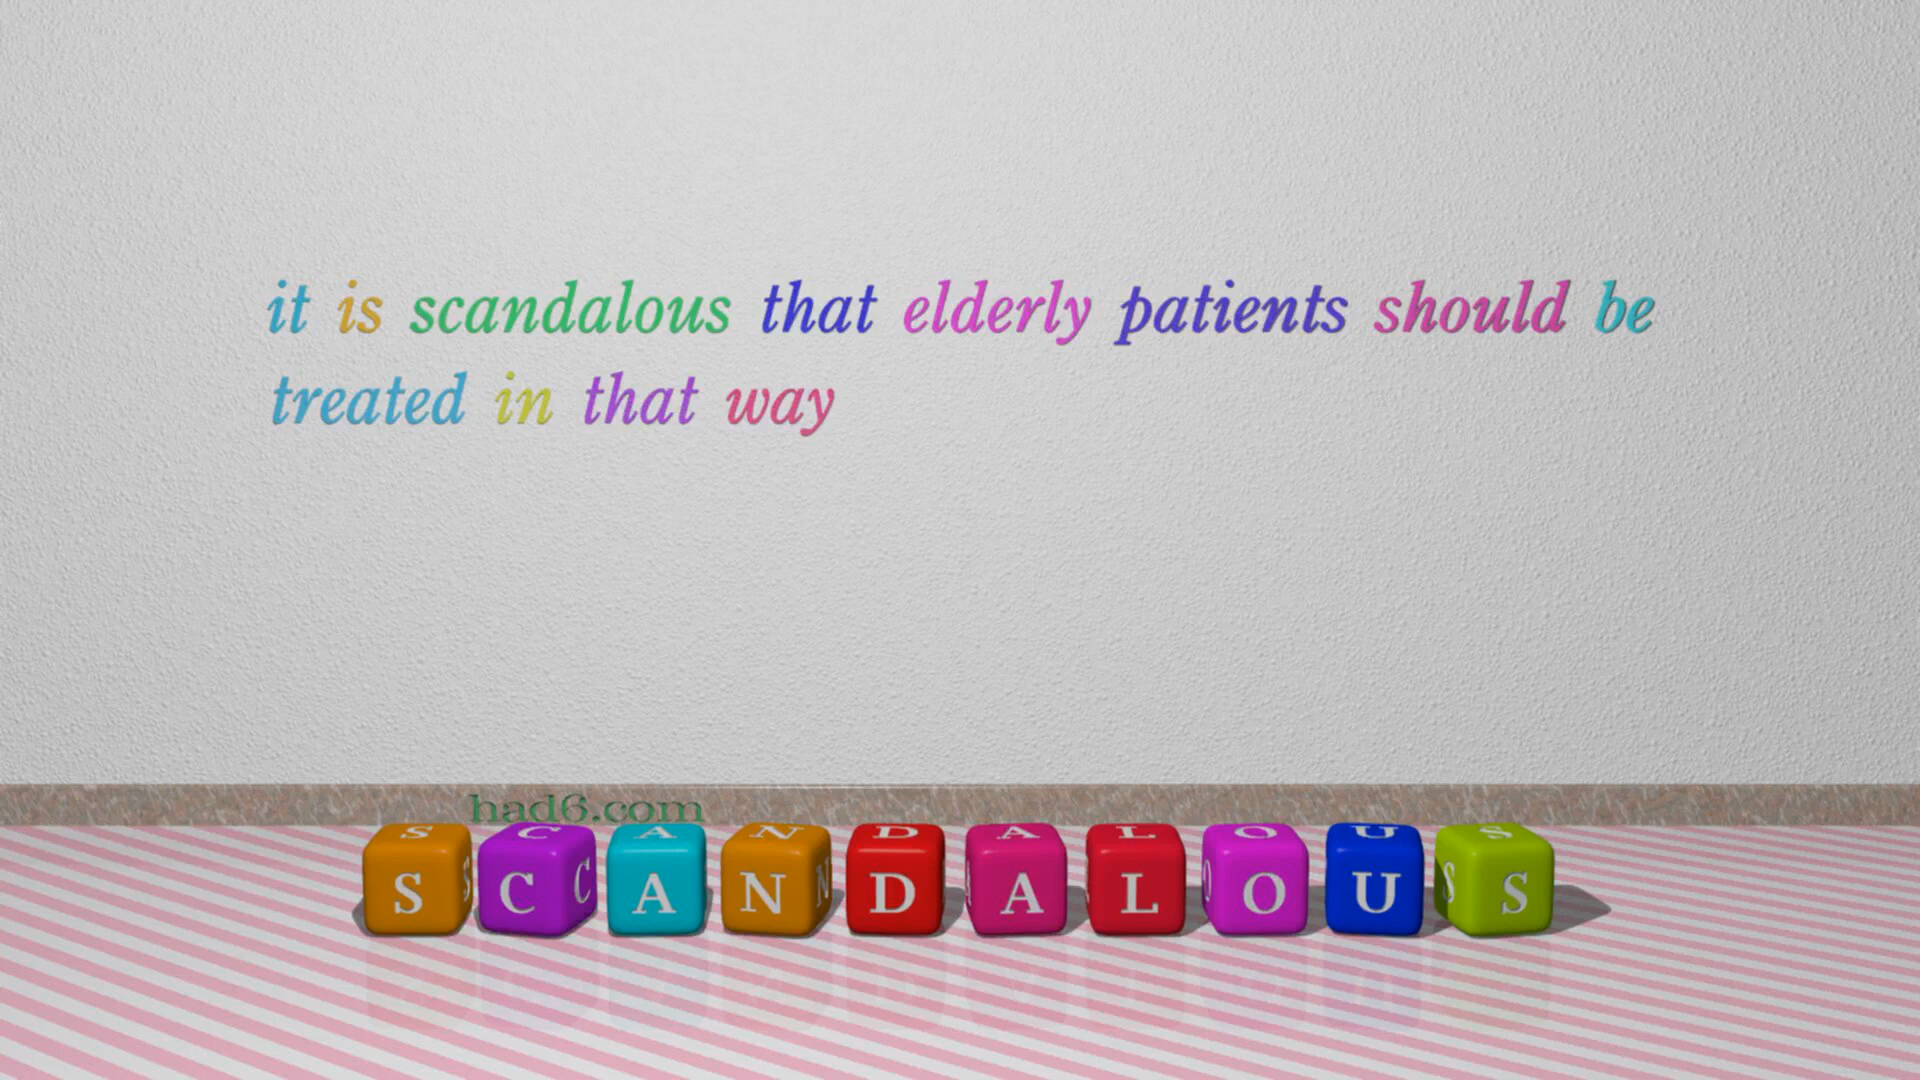 it is scandalous that elderly patients should be
treated in that way
had6.com
SCANDALOUS